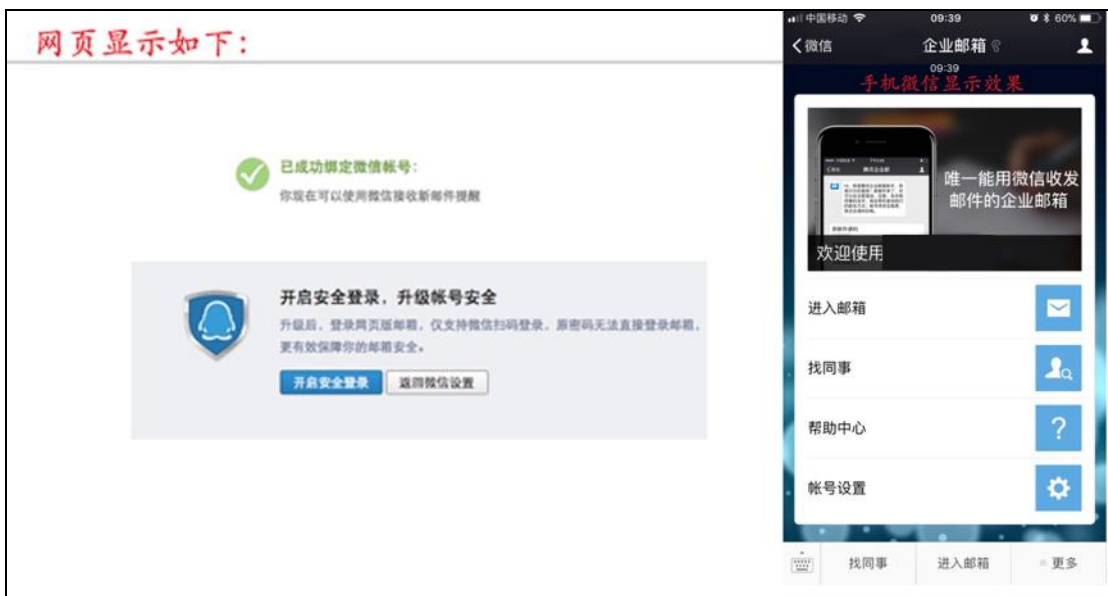 网页显示如下：
已成功绑定微信帐号：
你现在可以使用微信接收新邮件提醒
开启安全登录，升级帐号安全
升级后，登录网页版邮箱，仅支持微信扫码登录，原密码无法直接登录邮箱，
更有效保障你的邮箱安全。
开启安全登录 返回微信设置
中国移动 09:39 60%
微信 企业邮箱
09:39
手机微信显示效果
唯一能用微信收发
邮件的企业邮箱
欢迎使用
进入邮箱
找同事
帮助中心
帐号设置
找同事 进入邮箱 更多